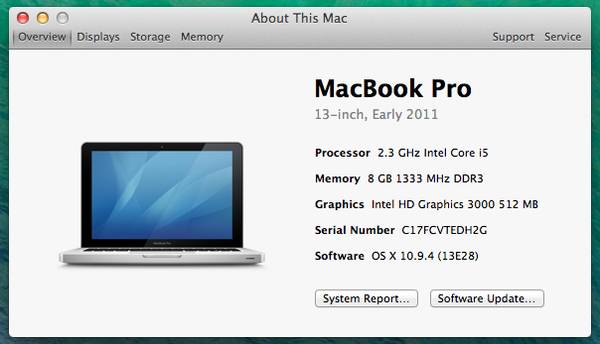 About This Mac
Overview Displays Storage Memory Support Service
MacBook Pro
13-inch, Early 2011
Processor 2.3 GHz Intel Core i5
Memory 8 GB 1333 MHz DDR3
Graphics Intel HD Graphics 3000 512 MB
Serial Number C17FCVTEDH2G
Software OS X 10.9.4 (13E28)
System Report... Software Update...
MacBook Pro